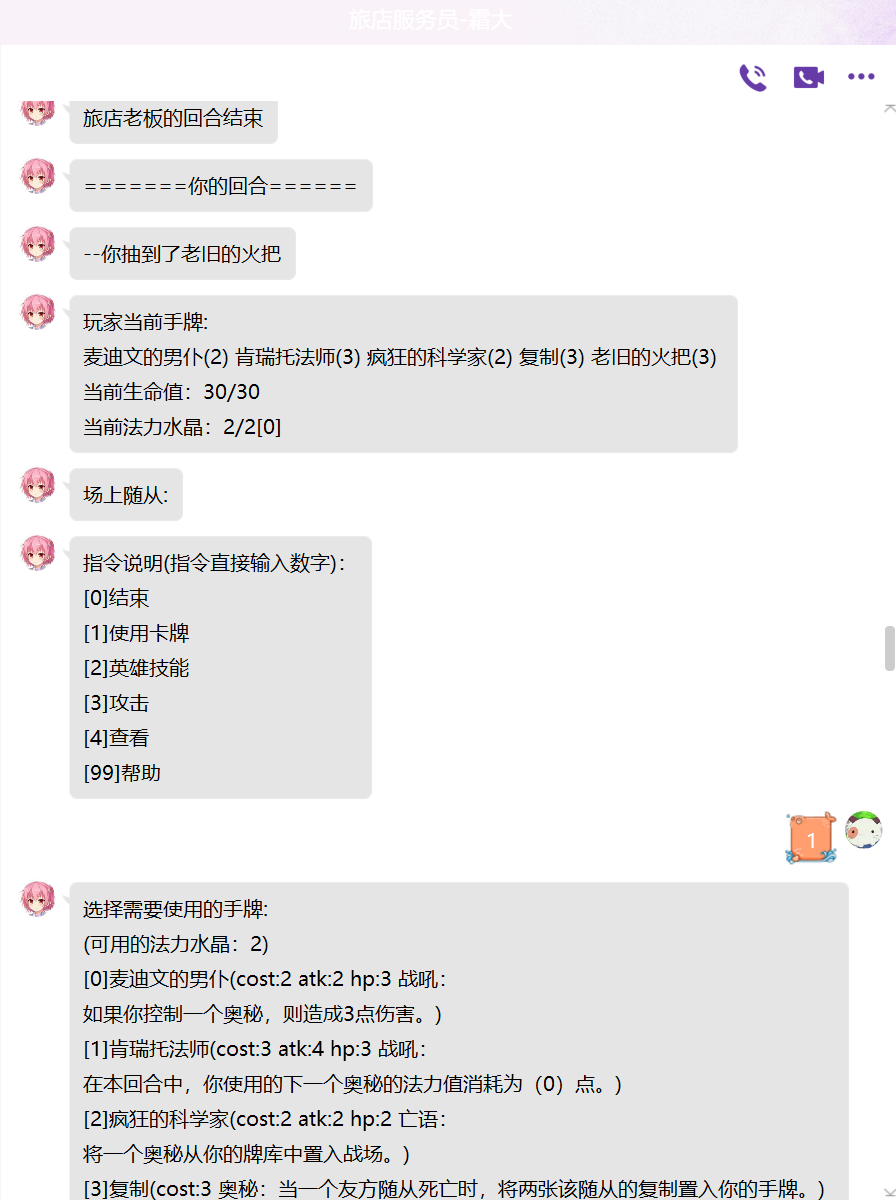 旅店服务员-霜大
旅店老板的回合结束
=======你的回合======
--你抽到了老旧的火把
玩家当前手牌:
麦迪文的男仆(2) 肯瑞托法师(3) 疯狂的科学家(2) 复制(3) 老旧的火把(3)
当前生命值：30/30
当前法力水晶：2/2[0]
场上随从:
指令说明(指令直接输入数字)：
[0]结束
[1]使用卡牌
[2]英雄技能
[3]攻击
[4]查看
[99]帮助
1
选择需要使用的手牌:
(可用的法力水晶：2)
[0]麦迪文的男仆(cost:2 atk:2 hp:3 战吼：
如果你控制一个奥秘，则造成3点伤害。)
[1]肯瑞托法师(cost:3 atk:4 hp:3 战吼：
在本回合中，你使用的下一个奥秘的法力值消耗为（0）点。)
[2]疯狂的科学家(cost:2 atk:2 hp:2 亡语：
将一个奥秘从你的牌库中置入战场。)
[3]复制(cost:3 奥秘：当一个友方随从死亡时，将两张该随从的复制置入你的手牌。)